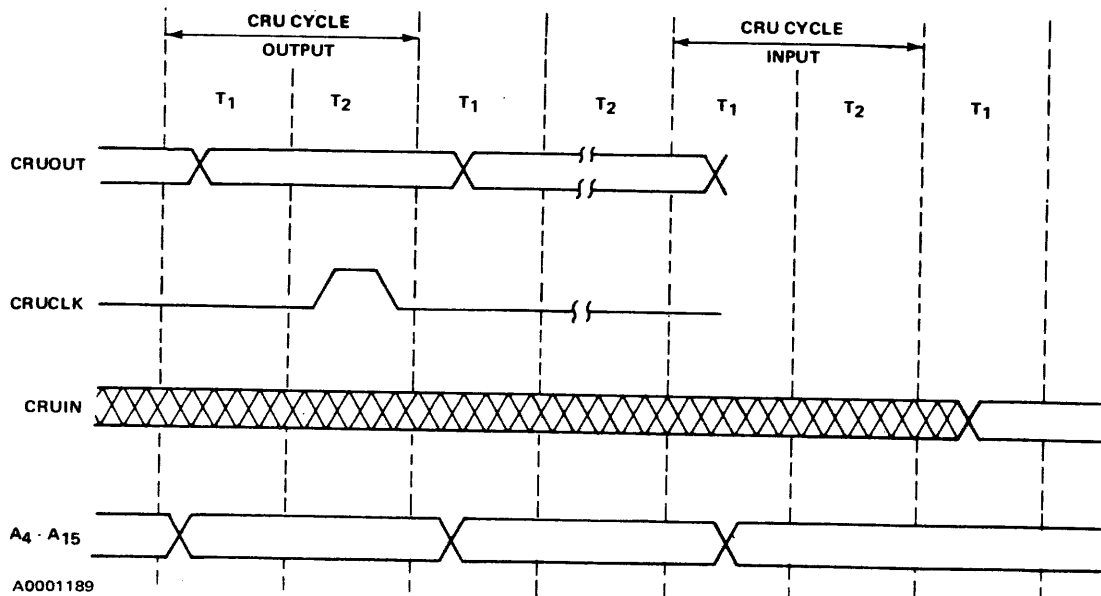 CRU CYCLE
OUTPUT
CRU CYCLE
INPUT
T1 T2 T1 T2 T1 T2 T1
CRUOUT
CRUCLK
CRUIN
A4 - A15
A0001189